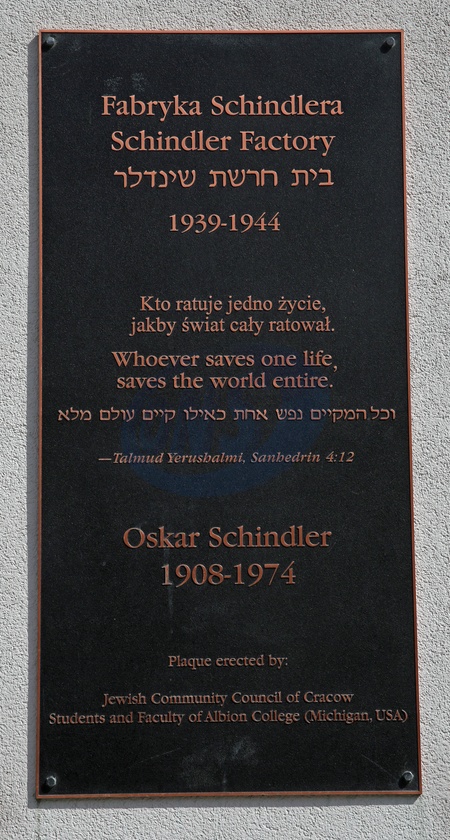 Fabryka Schindlera
Schindler Factory
בית חרשת שינדלר
1939-1944
Kto ratuje jedno życie,
jakby świat cały ratował.
Whoever saves one life,
saves the world entire.
וכל המקיים נפש אחת כאילו קיים עולם מלא
—Talmud Yerushalmi, Sanhedrin 4:12
Oskar Schindler
1908-1974
Plaque erected by:
Jewish Community Council of Cracow
Students and Faculty of Albion College (Michigan, USA)